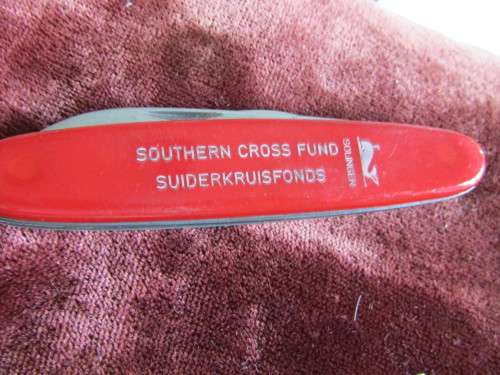 SOUTHERN CROSS FUND
SUIDERKRUISFONDS
SOLINGEN